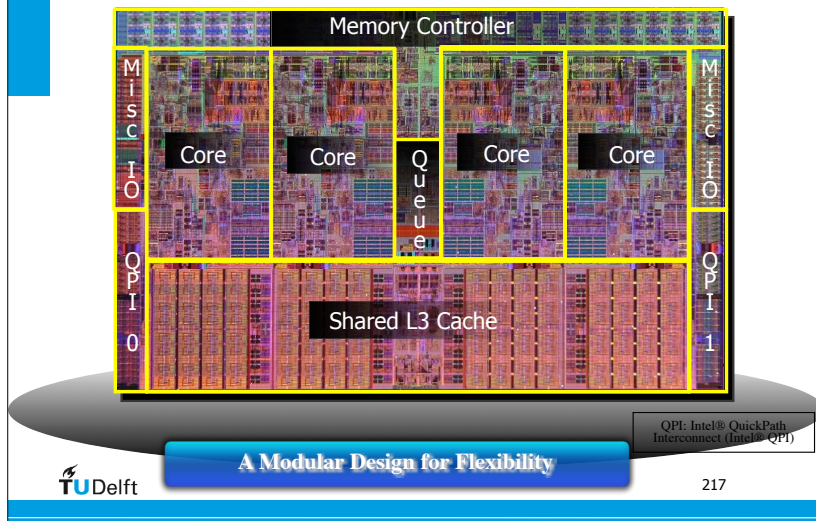 Memory Controller
Misc IO
Core
Core
Queue
Core
Core
Misc IO
QPI 0
Shared L3 Cache
QPI 1
QPI: Intel® QuickPath
Interconnect (Intel® QPI)
A Modular Design for Flexibility
TUDelft
217